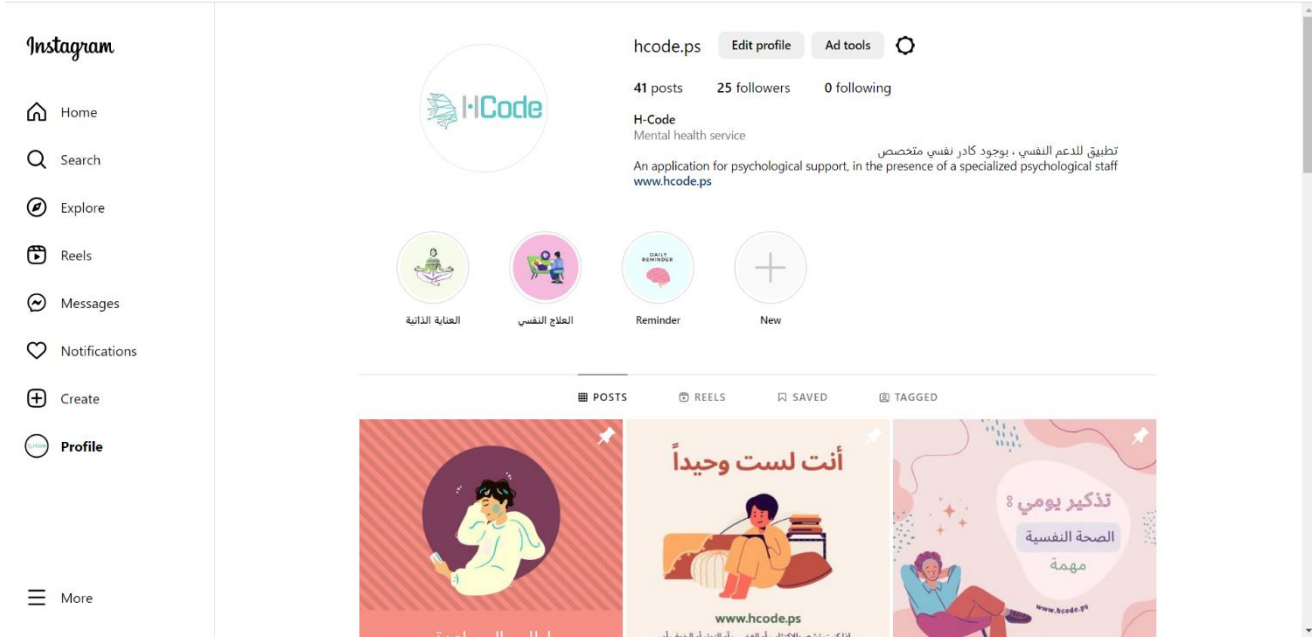 Instagram
Home
Search
Explore
Reels
Messages
Notifications
Create
Profile
More
HCode
hcode.ps Edit profile Ad tools
41 posts 25 followers 0 following
H-Code
Mental health service
تطبيق للدعم النفسي ، بوجود كادر نفسي متخصص
An application for psychological support, in the presence of a specialized psychological staff
www.hcode.ps
DAILY
REMINDER
العناية الذاتية
العلاج النفسي
Reminder
New
POSTS REELS SAVED TAGGED
أنت لست وحيداً
www.hcode.ps
تذكير يومي :
الصحة النفسية
مهمة
www.hcode.ps